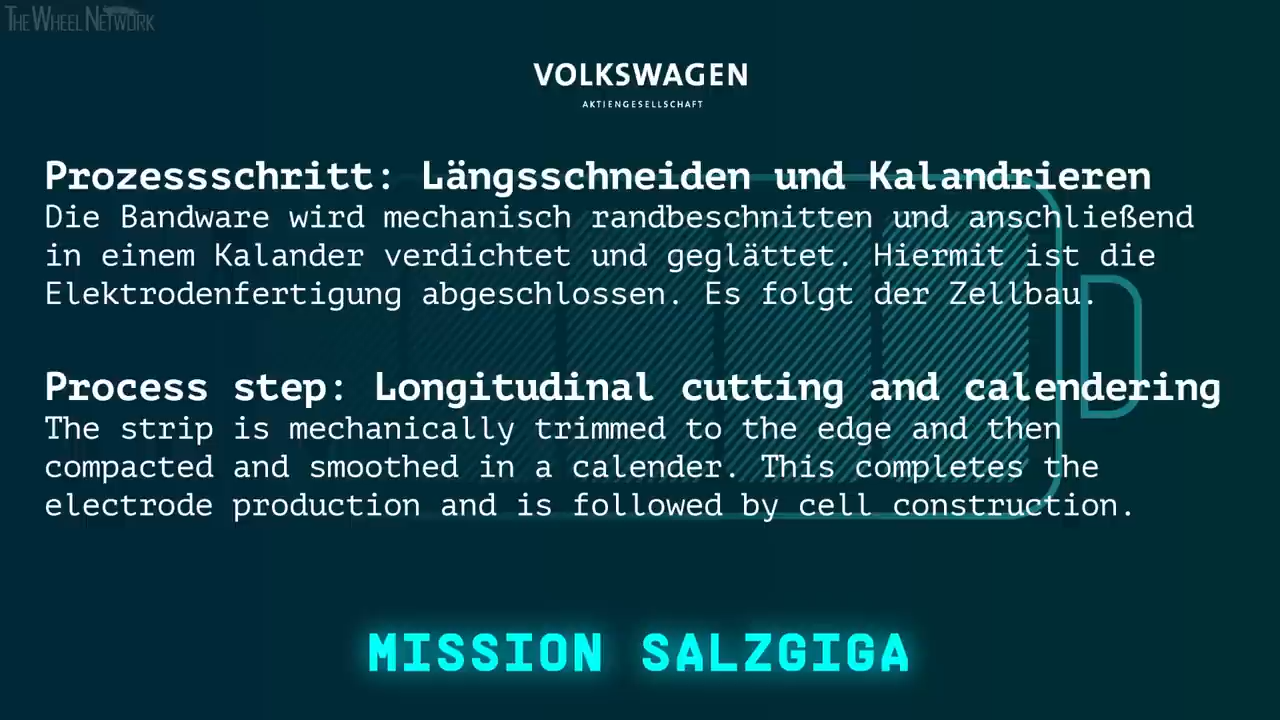 THE WHEEL NETWORK
VOLKSWAGEN
AKTIENGESELLSCHAFT
Prozessschritt: Längsschneiden und Kalandrieren
Die Bandware wird mechanisch randbeschnitten und anschließend
in einem Kalander verdichtet und geglättet. Hiermit ist die
Elektrodenfertigung abgeschlossen. Es folgt der Zellbau.
Process step: Longitudinal cutting and calendering
The strip is mechanically trimmed to the edge and then
compacted and smoothed in a calender. This completes the
electrode production and is followed by cell construction.
MISSION SALZGIGA